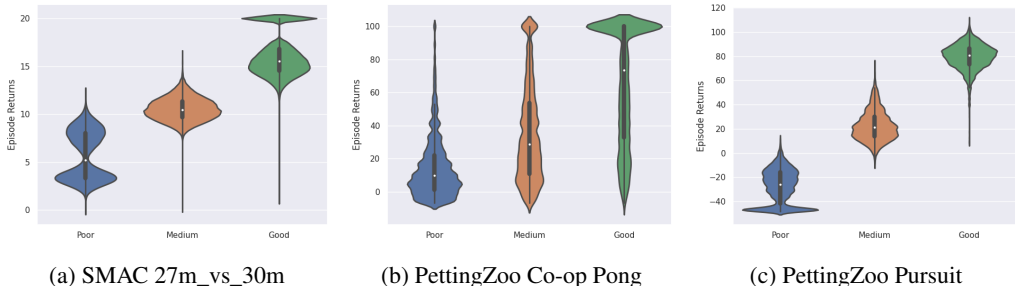 20
15
10
5
0
Episode Returns
Poor Medium Good
(a) SMAC 27m_vs_30m
100
80
60
40
20
0
Episode Returns
Poor Medium Good
(b) PettingZoo Co-op Pong
120
100
80
60
40
20
0
−20
−40
Episode Returns
Poor Medium Good
(c) PettingZoo Pursuit